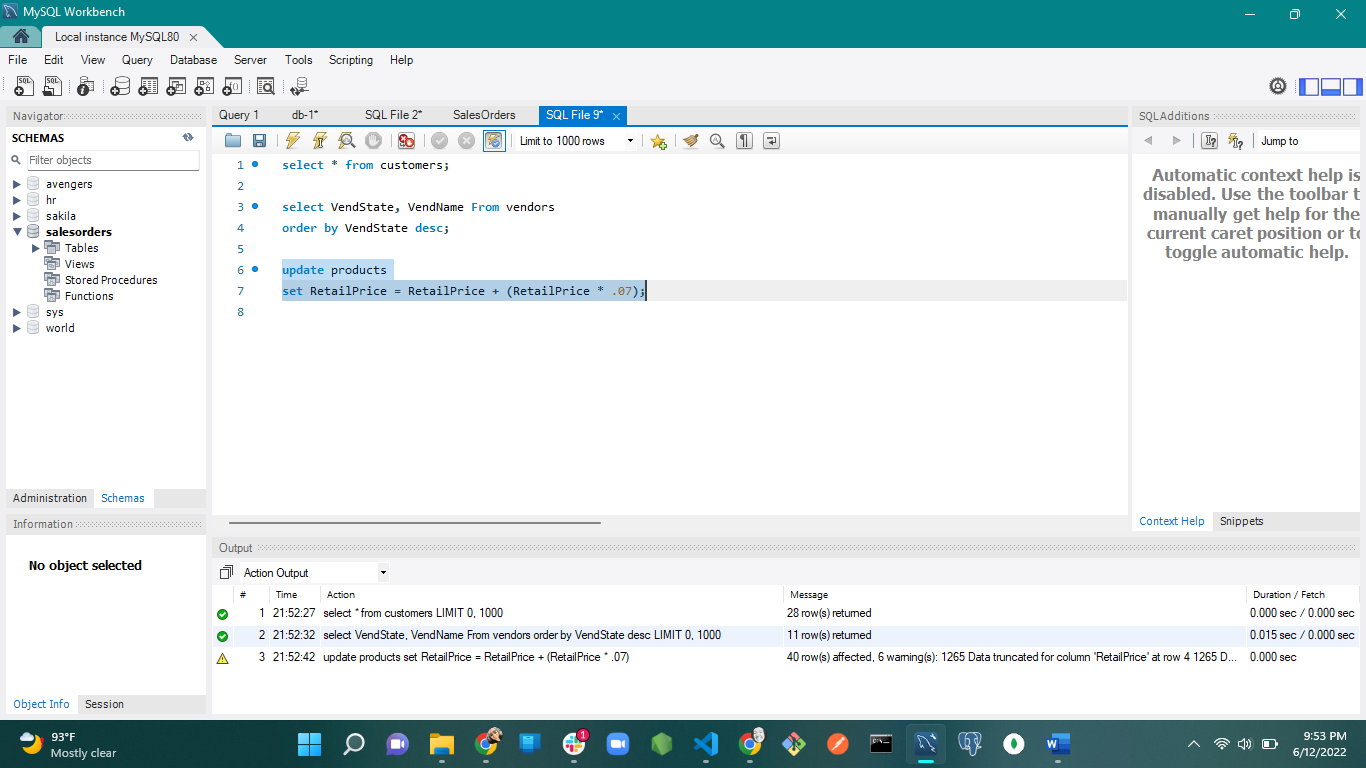 MySQL Workbench
Local instance MySQL80
File Edit View Query Database Server Tools Scripting Help
Navigator
SCHEMAS
Filter objects
avengers
hr
sakila
salesorders
Tables
Views
Stored Procedures
Functions
sys
world
Administration Schemas
Information
No object selected
Object Info Session
Query 1 db-1* SQL File 2* SalesOrders SQL File 9*
Limit to 1000 rows
1 select * from customers;
2
3 select VendState, VendName From vendors
4 order by VendState desc;
5
6 update products
7 set RetailPrice = RetailPrice + (RetailPrice * .07);
8
SQLAdditions
Jump to
Automatic context help is
disabled. Use the toolbar t
manually get help for the
current caret position or to
toggle automatic help.
Context Help Snippets
Output
Action Output
# Time Action Message Duration / Fetch
1 21:52:27 select * from customers LIMIT 0, 1000 28 row(s) returned 0.000 sec / 0.000 sec
2 21:52:32 select VendState, VendName From vendors order by VendState desc LIMIT 0, 1000 11 row(s) returned 0.015 sec / 0.000 sec
3 21:52:42 update products set RetailPrice = RetailPrice + (RetailPrice * .07) 40 row(s) affected, 6 warning(s): 1265 Data truncated for column 'RetailPrice' at row 4 1265 D... 0.000 sec
93°F
Mostly clear
1
9:53 PM
6/12/2022